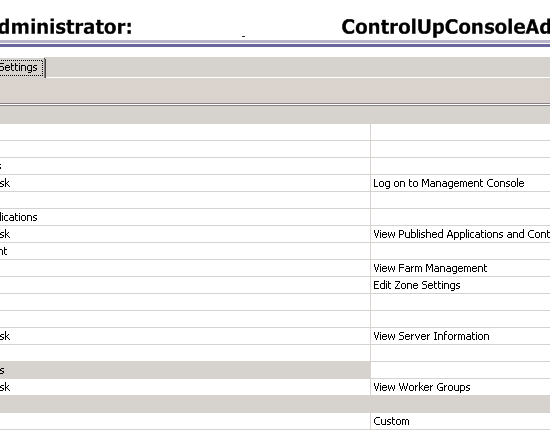 dministrator: ControlUpConsoleAd
Settings
s
sk Log on to Management Console
lications
sk View Published Applications and Cont
nt
View Farm Management
Edit Zone Settings
sk View Server Information
s
sk View Worker Groups
Custom